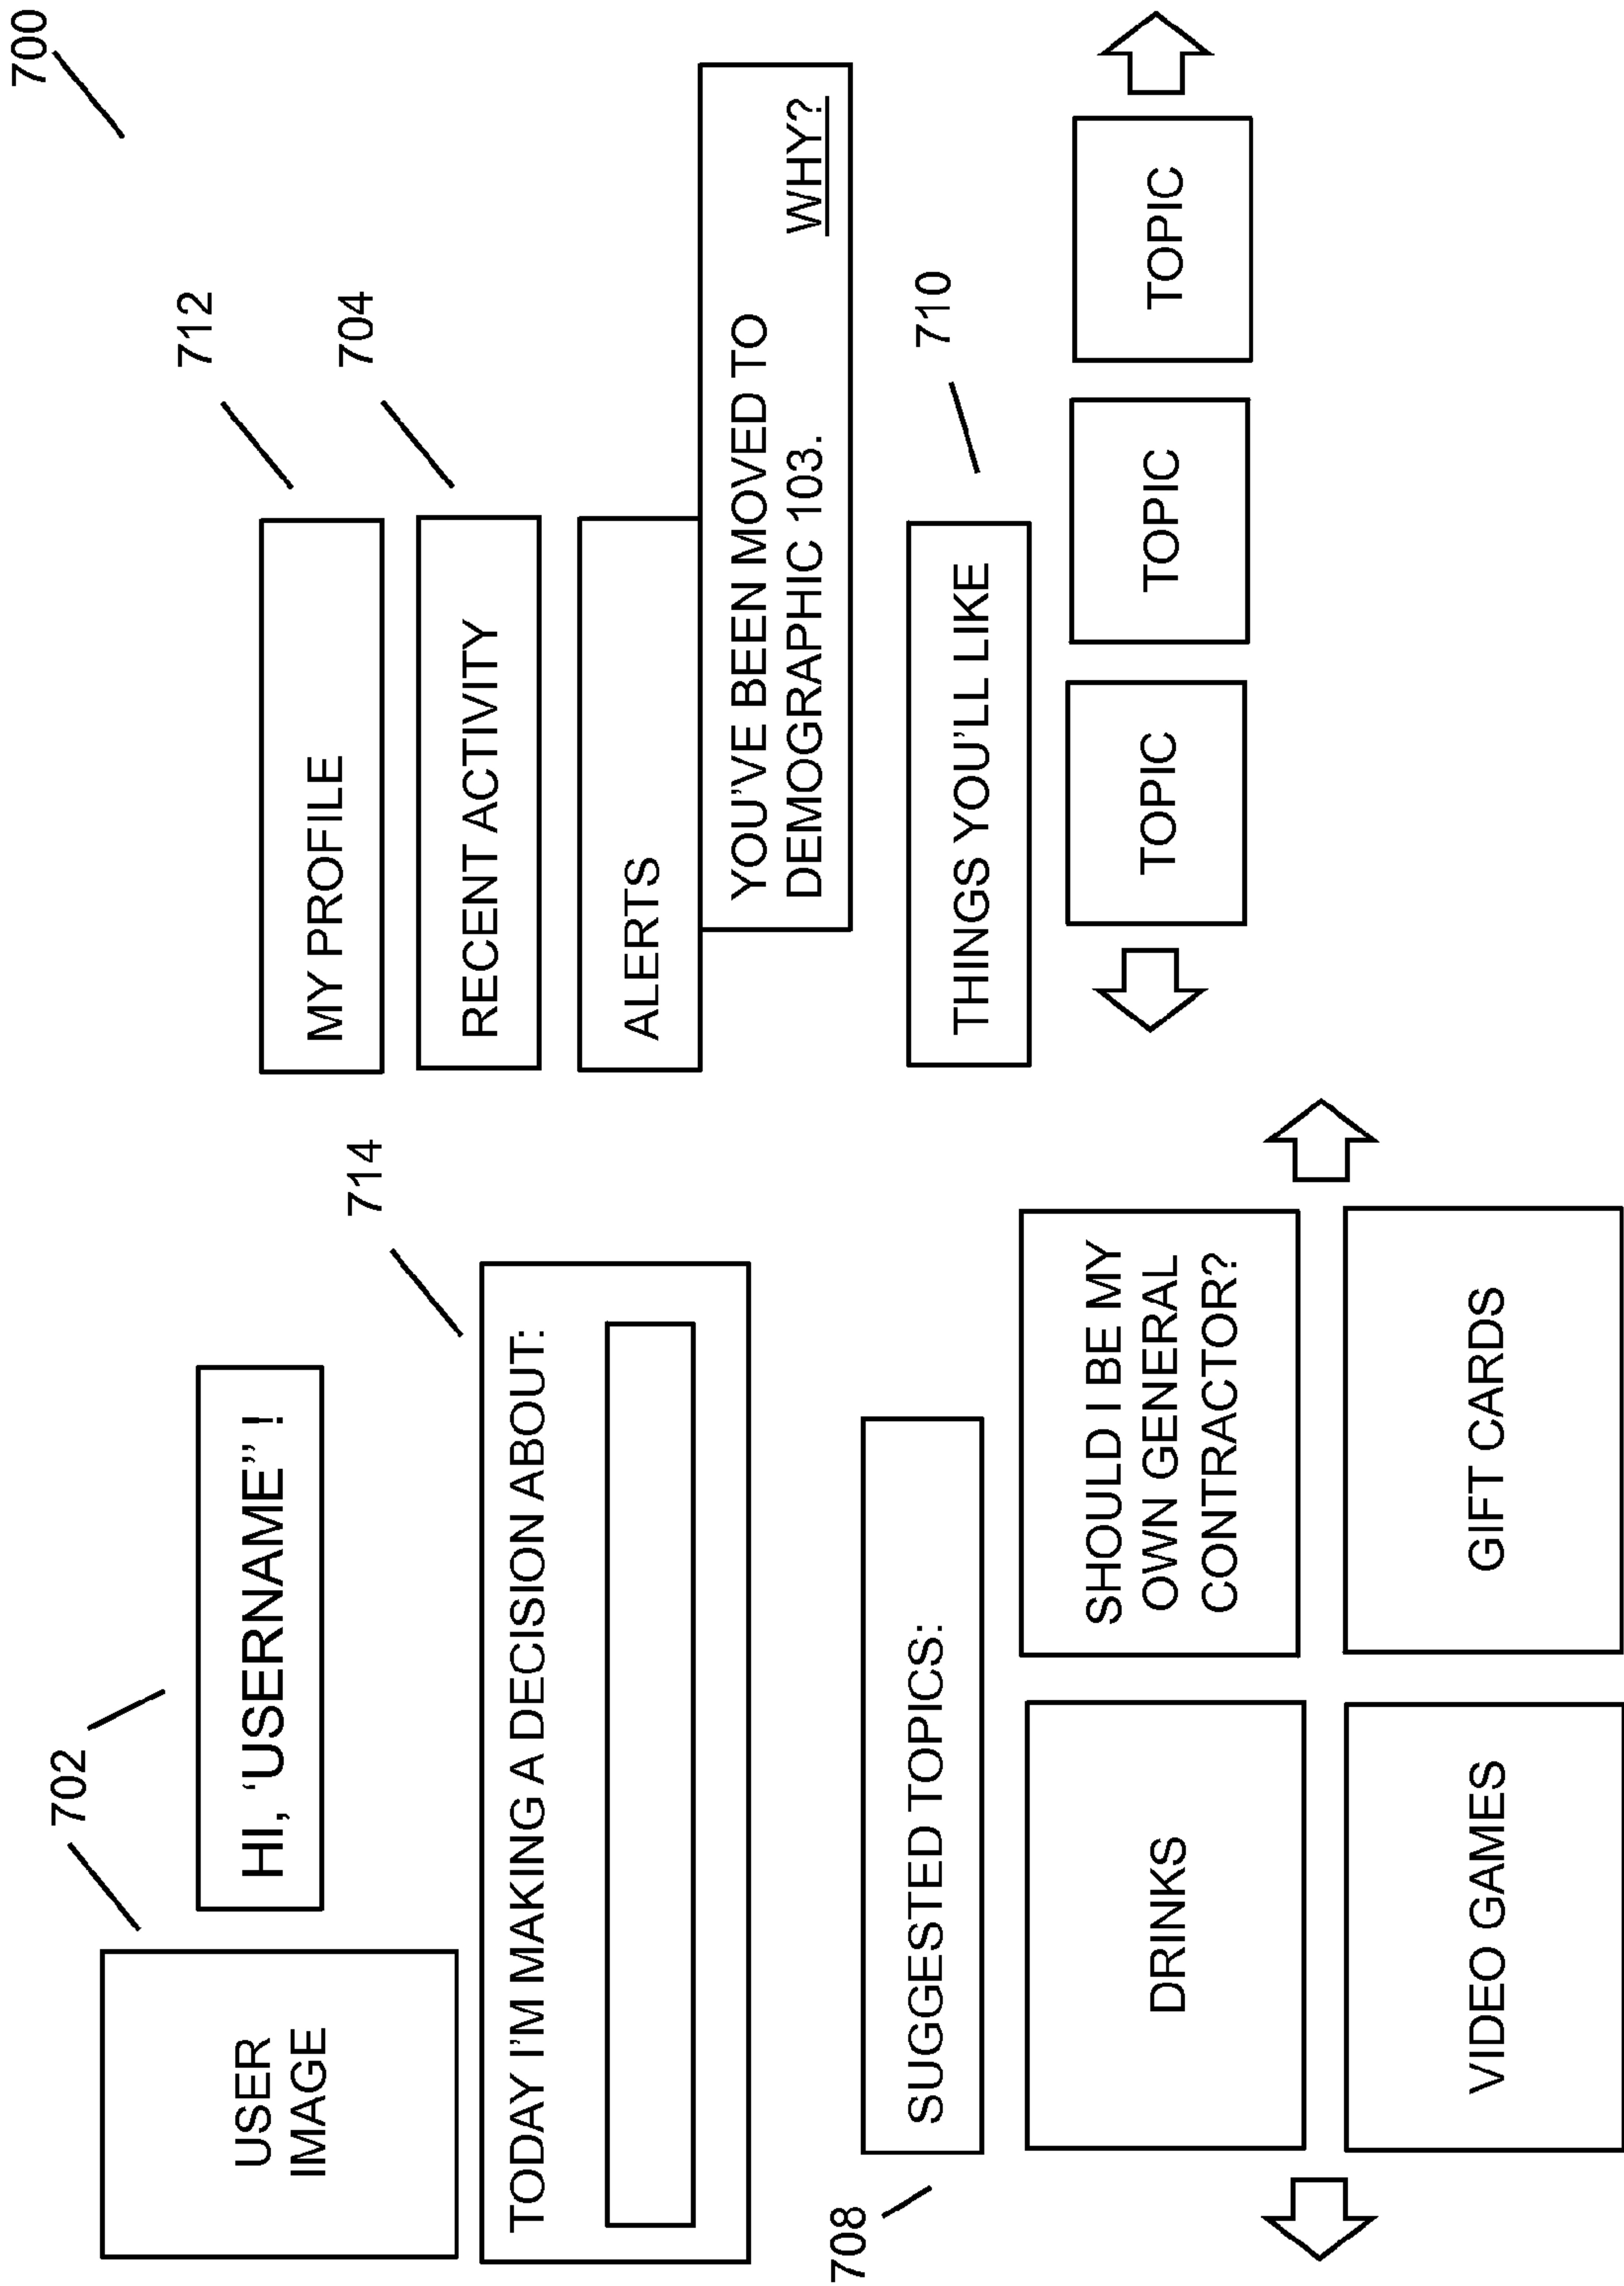 700
702
USER
IMAGE
HI, ‘USERNAME” !
714
TODAY I'M MAKING A DECISION ABOUT:
708
SUGGESTED TOPICS:
DRINKS
SHOULD I BE MY
OWN GENERAL
CONTRACTOR?
VIDEO GAMES
GIFT CARDS
712
MY PROFILE
704
RECENT ACTIVITY
ALERTS
YOU'VE BEEN MOVED TO
DEMOGRAPHIC 103. WHY?
710
THINGS YOU'LL LIKE
TOPIC
TOPIC
TOPIC